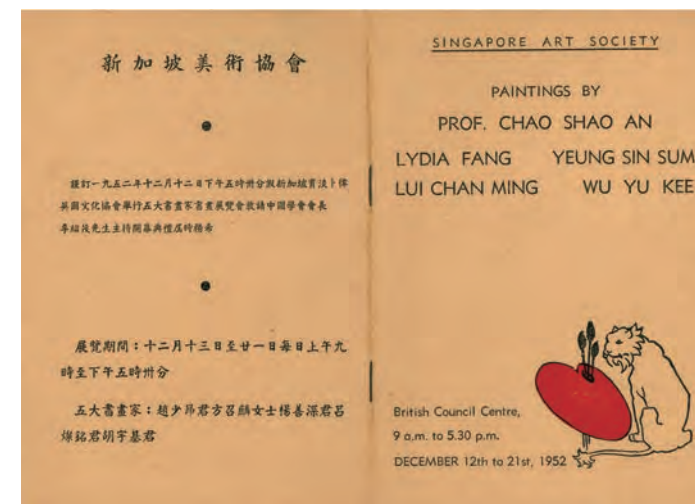 新加坡美術協會
謹訂一九五二年十二月十二日下午五時卅分假新加坡賓淡卜律
英國文化協會舉行五大書畫家書畫展覽會敦請中國學會會長
李紹茂先生主持開幕典禮屆時務希
展覽期間：十二月十三日至廿一日每日上午九
時至下午五時卅分
五大書畫家：趙少昂君方召麟女士楊善深君呂
燦銘君胡宇基君
SINGAPORE ART SOCIETY
PAINTINGS BY
PROF. CHAO SHAO AN
LYDIA FANG YEUNG SIN SUM
LUI CHAN MING WU YU KEE
British Council Centre,
9 a.m. to 5.30 p.m.
DECEMBER 12th to 21st, 1952